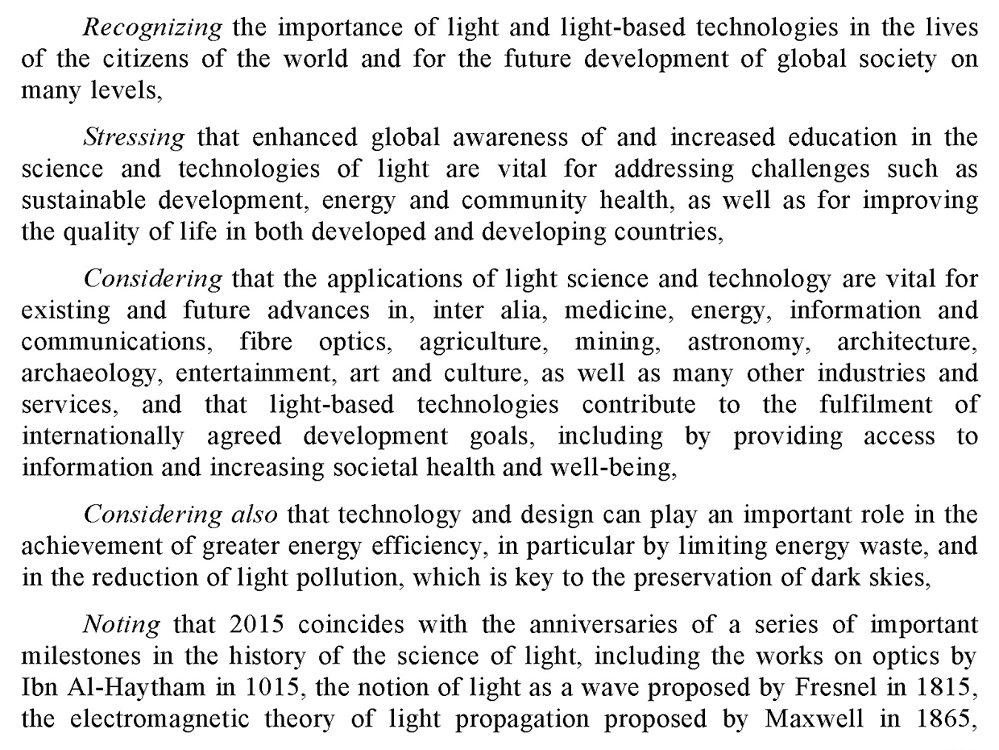 Recognizing the importance of light and light-based technologies in the lives
of the citizens of the world and for the future development of global society on
many levels,
Stressing that enhanced global awareness of and increased education in the
science and technologies of light are vital for addressing challenges such as
sustainable development, energy and community health, as well as for improving
the quality of life in both developed and developing countries,
Considering that the applications of light science and technology are vital for
existing and future advances in, inter alia, medicine, energy, information and
communications, fibre optics, agriculture, mining, astronomy, architecture,
archaeology, entertainment, art and culture, as well as many other industries and
services, and that light-based technologies contribute to the fulfilment of
internationally agreed development goals, including by providing access to
information and increasing societal health and well-being,
Considering also that technology and design can play an important role in the
achievement of greater energy efficiency, in particular by limiting energy waste, and
in the reduction of light pollution, which is key to the preservation of dark skies,
Noting that 2015 coincides with the anniversaries of a series of important
milestones in the history of the science of light, including the works on optics by
Ibn Al-Haytham in 1015, the notion of light as a wave proposed by Fresnel in 1815,
the electromagnetic theory of light propagation proposed by Maxwell in 1865,